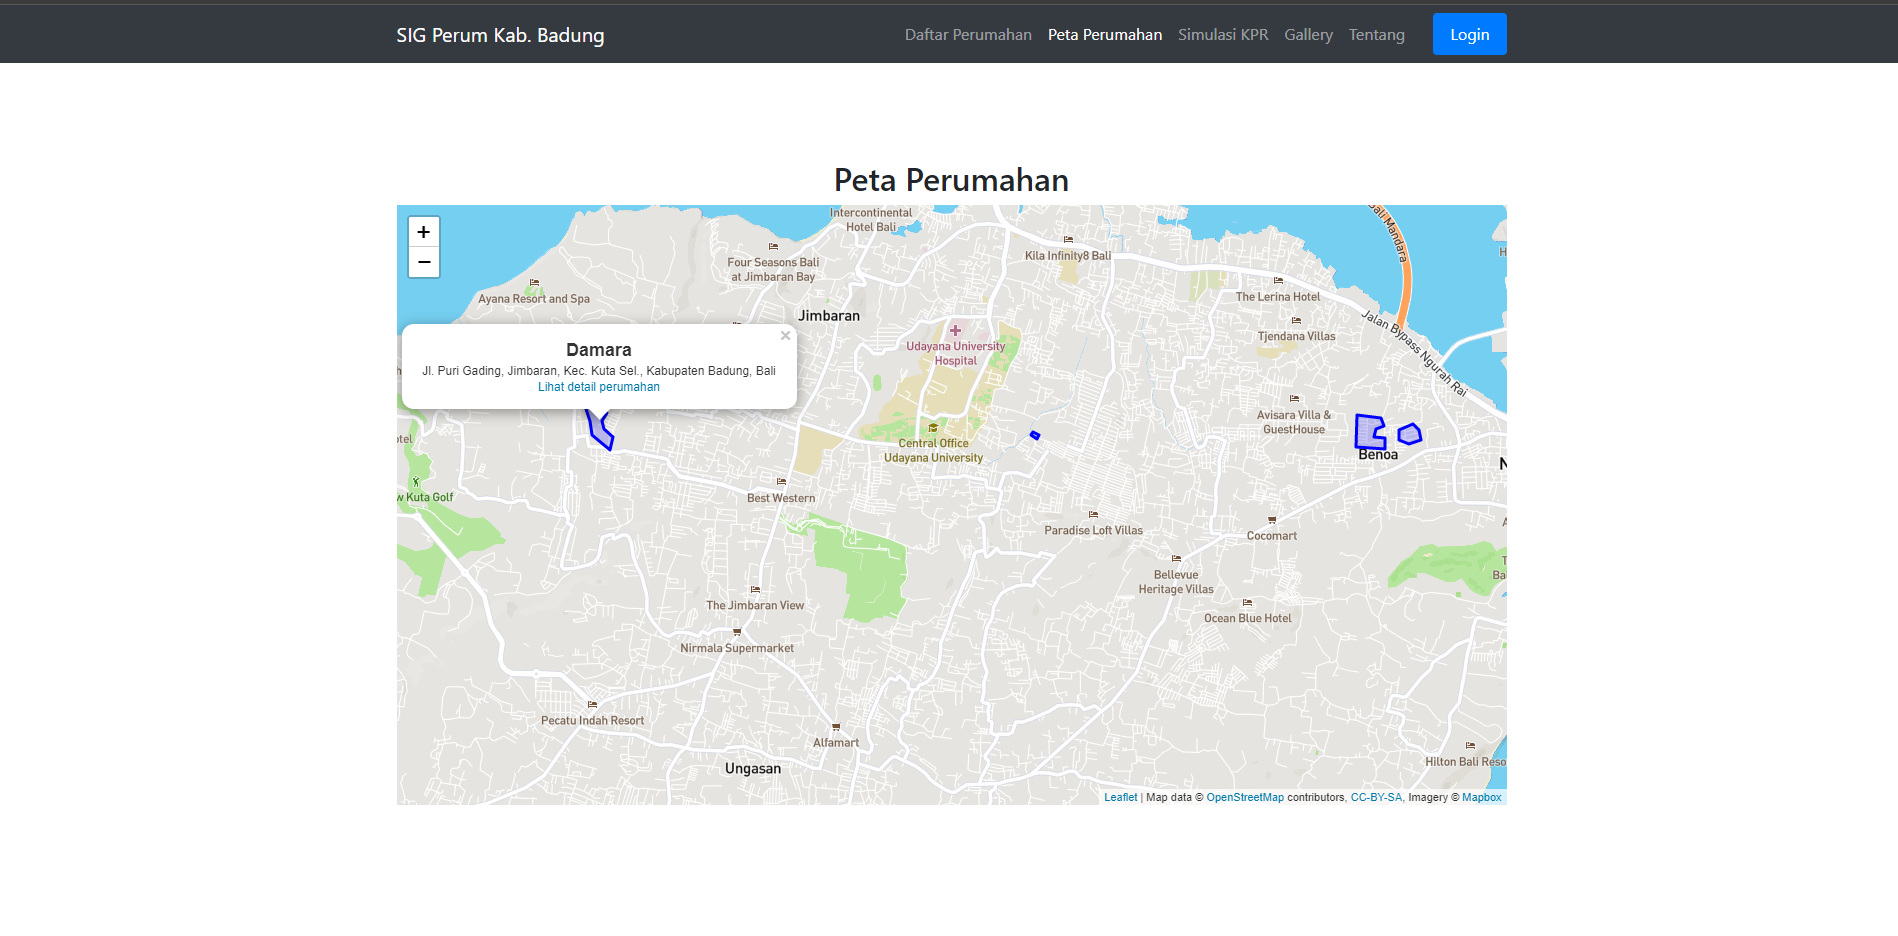 SIG Perum Kab. Badung
Daftar Perumahan
Peta Perumahan
Simulasi KPR
Gallery
Tentang
Login
Peta Perumahan
+
−
Intercontinental
Hotel Bali
Four Seasons Bali
at Jimbaran Bay
Kila Infinity8 Bali
Bali Mandara
Ayana Resort and Spa
The Lerina Hotel
Jimbaran
Jalan Bypass Ngurah Rai
Tjendana Villas
Udayana University
Hospital
×
Damara
Jl. Puri Gading, Jimbaran, Kec. Kuta Sel., Kabupaten Badung, Bali
Lihat detail perumahan
Avisara Villa &
GuestHouse
Central Office
Udayana University
Benoa
Best Western
Kuta Golf
Paradise Loft Villas
Cocomart
Bellevue
Heritage Villas
The Jimbaran View
Ocean Blue Hotel
Nirmala Supermarket
Pecatu Indah Resort
Alfamart
Ungasan
Hilton Bali Reso
Leaflet | Map data © OpenStreetMap contributors, CC-BY-SA, Imagery © Mapbox